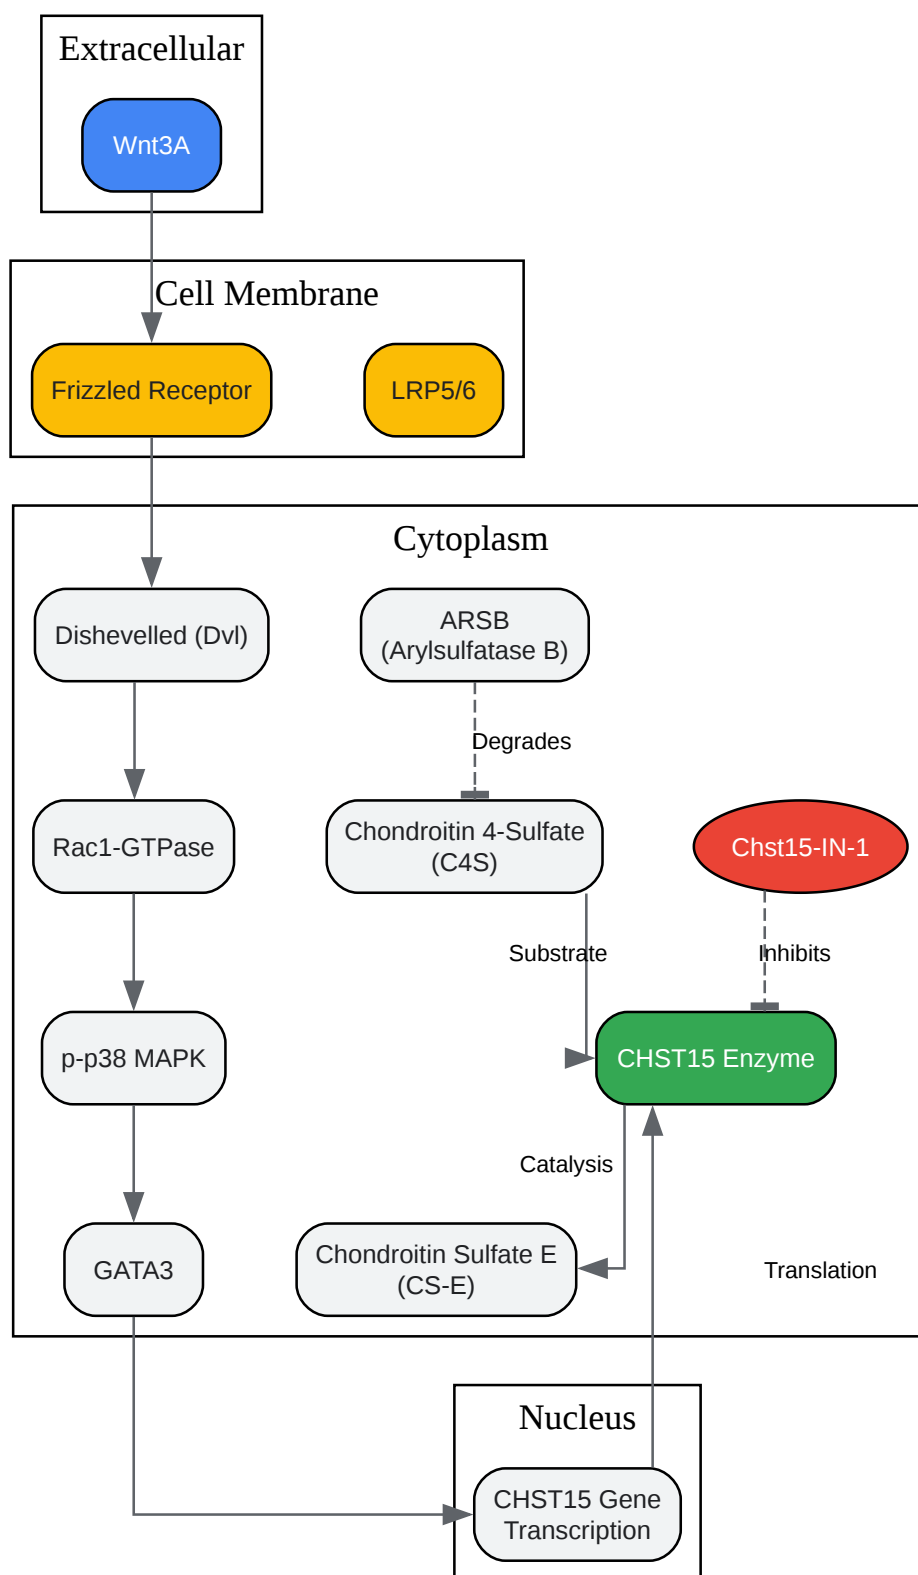 Extracellular
Wnt3A
Cell Membrane
Frizzled Receptor
LRP5/6
Cytoplasm
Dishevelled (Dvl)
ARSB
(Arylsulfatase B)
Degrades
Rac1-GTPase
Chondroitin 4-Sulfate
(C4S)
Chst15-IN-1
Substrate
Inhibits
p-p38 MAPK
CHST15 Enzyme
Catalysis
GATA3
Chondroitin Sulfate E
(CS-E)
Translation
Nucleus
CHST15 Gene
Transcription